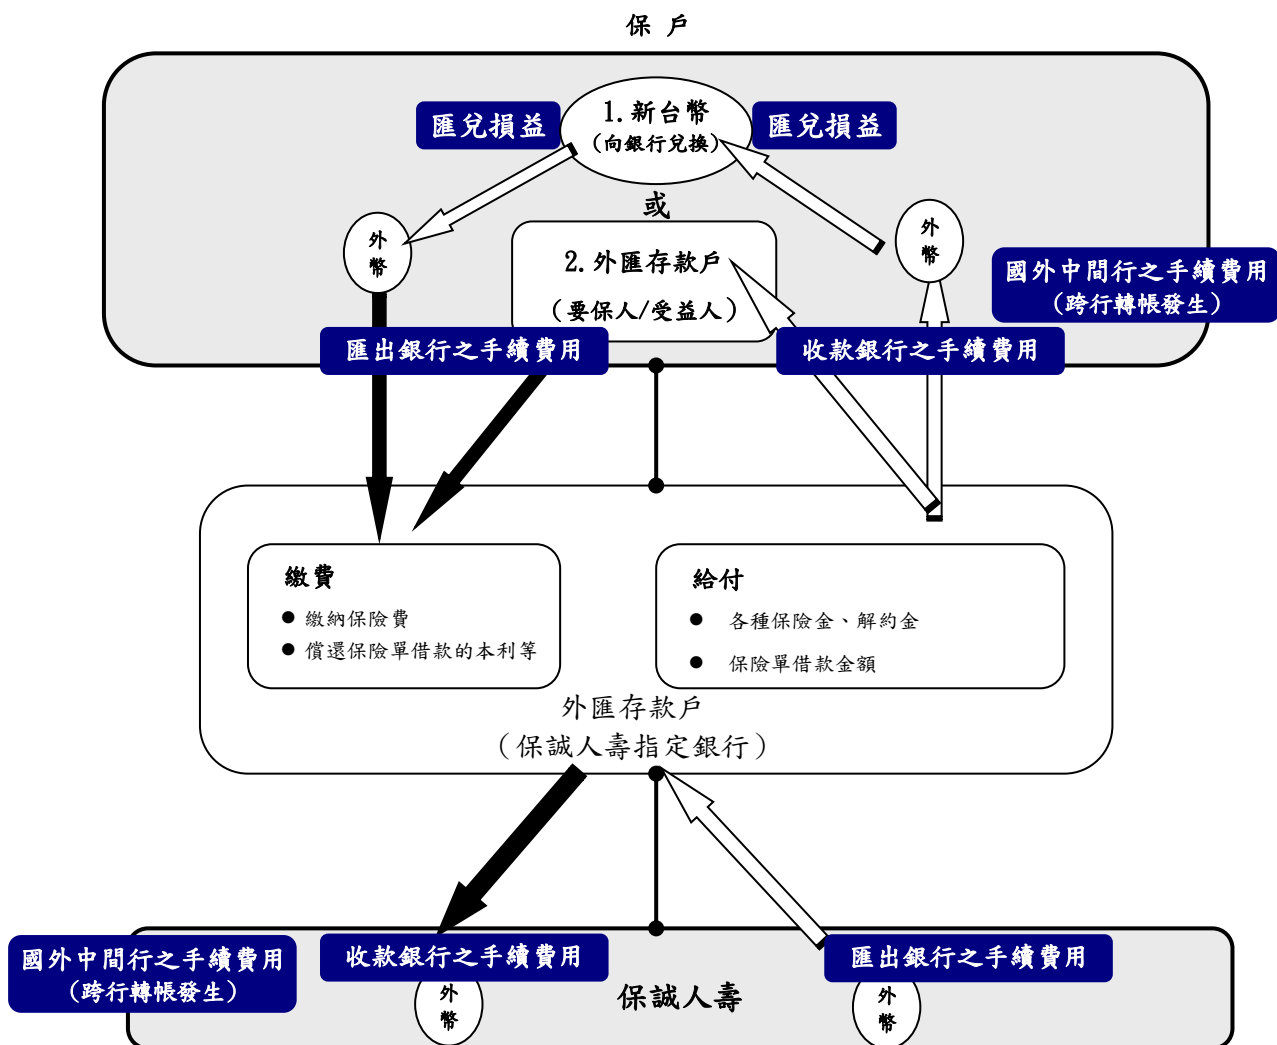 保 戶
匯兌損益
1.新台幣
(向銀行兌換)
匯兌損益
或
外
幣
2.外匯存款戶
（要保人/受益人）
外
幣
國外中間行之手續費用
(跨行轉帳發生)
匯出銀行之手續費用
收款銀行之手續費用
繳費
● 繳納保險費
● 償還保險單借款的本利等
給付
● 各種保險金、解約金
● 保險單借款金額
外匯存款戶
（保誠人壽指定銀行）
國外中間行之手續費用
(跨行轉帳發生)
收款銀行之手續費用
外
幣
保誠人壽
匯出銀行之手續費用
外
幣